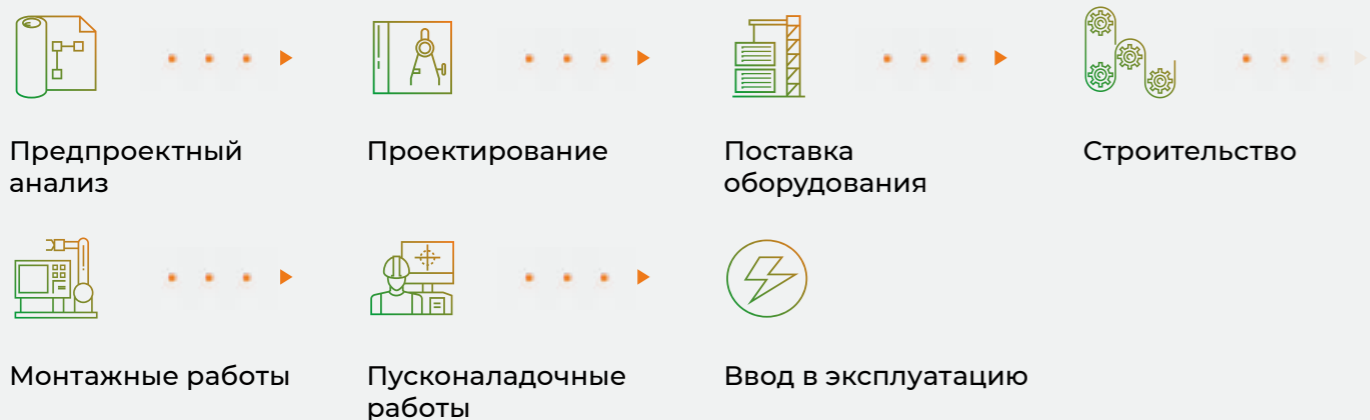 Предпроектный
анализ
Проектирование
Поставка
оборудования
Строительство
Монтажные работы
Пусконаладочные
работы
Ввод в эксплуатацию